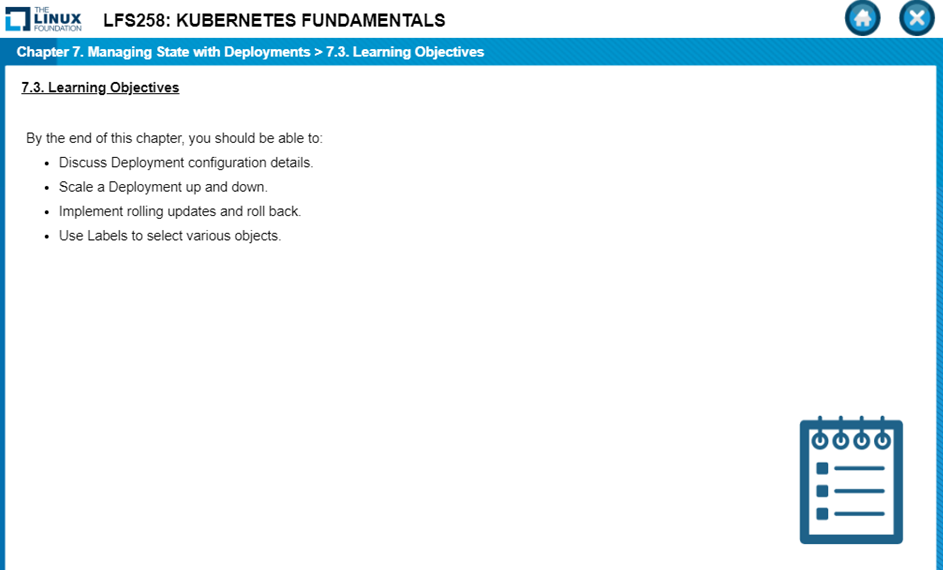 THE
LINUX
FOUNDATION
LFS258: KUBERNETES FUNDAMENTALS
Chapter 7. Managing State with Deployments > 7.3. Learning Objectives
7.3. Learning Objectives
By the end of this chapter, you should be able to:
• Discuss Deployment configuration details.
• Scale a Deployment up and down.
• Implement rolling updates and roll back.
• Use Labels to select various objects.